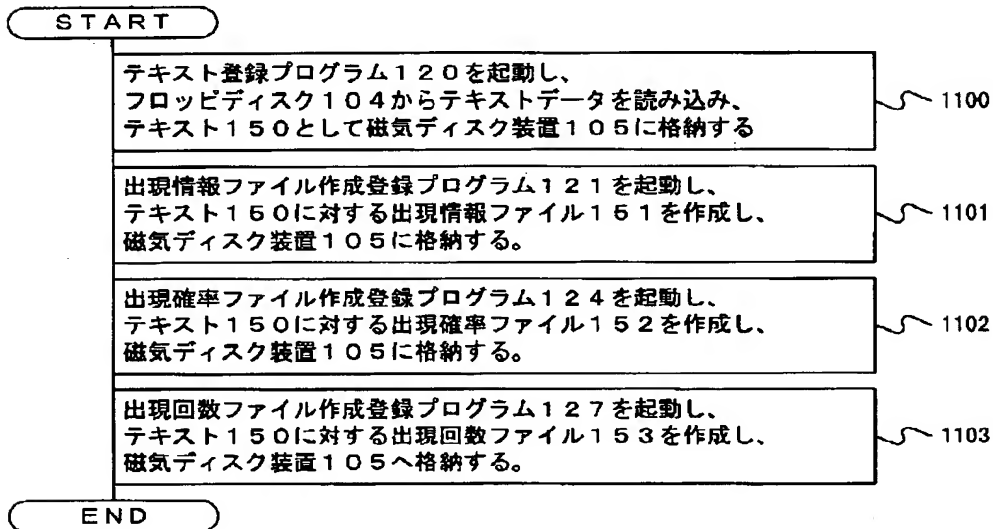 START
テキスト登録プログラム120を起動し、
フロッピディスク104からテキストデータを読み込み、
テキスト150として磁気ディスク装置105に格納する
1100
出現情報ファイル作成登録プログラム121を起動し、
テキスト150に対する出現情報ファイル151を作成し、
磁気ディスク装置105に格納する。
1101
出現確率ファイル作成登録プログラム124を起動し、
テキスト150に対する出現確率ファイル152を作成し、
磁気ディスク装置105に格納する。
1102
出現回数ファイル作成登録プログラム127を起動し、
テキスト150に対する出現回数ファイル153を作成し、
磁気ディスク装置105へ格納する。
1103
END